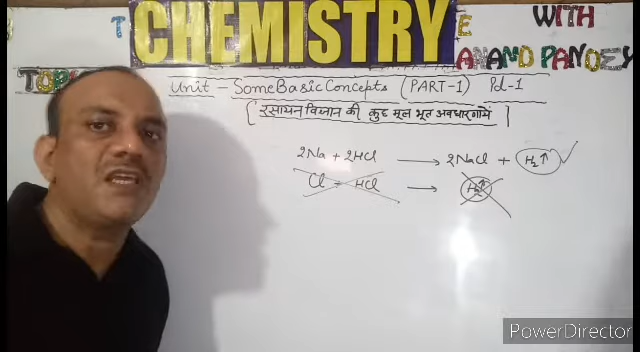 CHEMISTRY
T E WITH
ANAND PANDEY
TOP
Unit - Some Basic Concepts (PART-1) Pd-1
[ रसायन विज्ञान की कुछ मूल भूत अवधारणायें ]
2Na + 2HCl → 2NaCl + H₂↑ ✓
Cl - HCl → H₂↑
PowerDirector